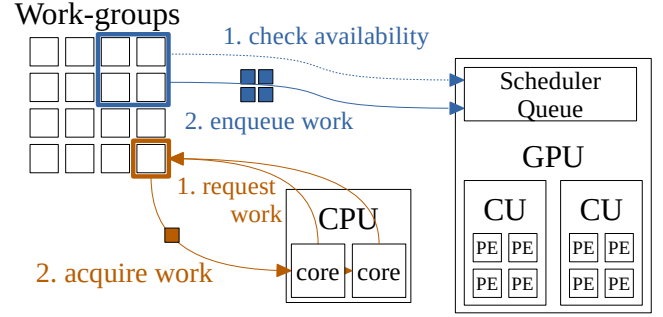 Work-groups
1. check availability
2. enqueue work
Scheduler
Queue
GPU
CU
CU
PE
PE
PE
PE
PE
PE
PE
PE
1. request
work
CPU
core
core
2. acquire work